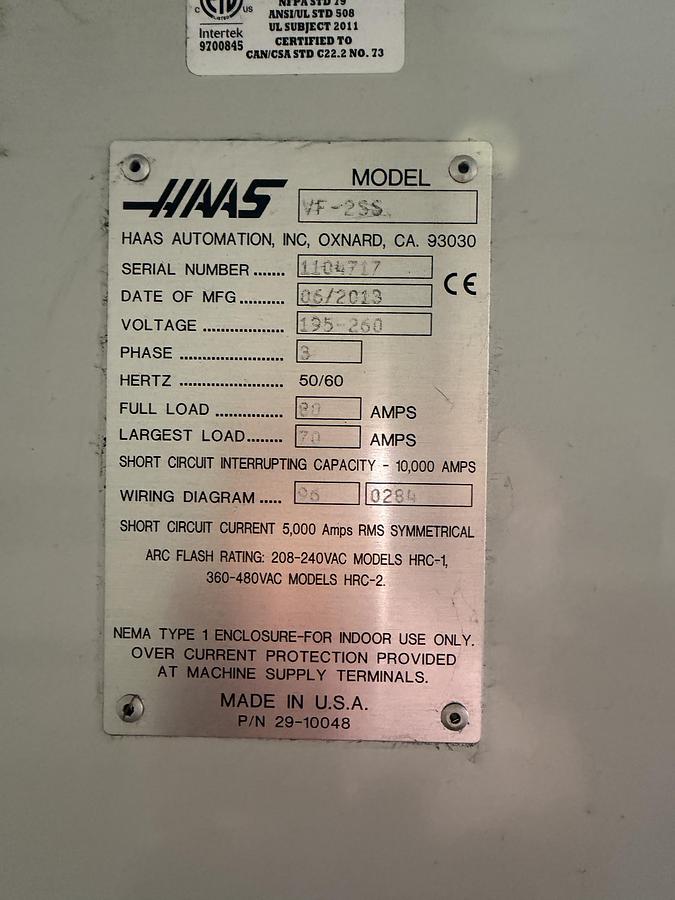 NFPA STD 79
C ETL US
ANSI/UL STD 508
LISTED
UL SUBJECT 2011
Intertek
9700845
CERTIFIED TO
CAN/CSA STD C22.2 NO. 73
HAAS
MODEL
VF-2SS
HAAS AUTOMATION, INC, OXNARD, CA. 93030
SERIAL NUMBER ....... 1104717
CE
DATE OF MFG .......... 06/2013
VOLTAGE .................. 195-260
PHASE ....................... 3
HERTZ ....................... 50/60
FULL LOAD ............... 80 AMPS
LARGEST LOAD ........ 70 AMPS
SHORT CIRCUIT INTERRUPTING CAPACITY - 10,000 AMPS
WIRING DIAGRAM ..... 96 0284
SHORT CIRCUIT CURRENT 5,000 Amps RMS SYMMETRICAL
ARC FLASH RATING: 208-240VAC MODELS HRC-1,
360-480VAC MODELS HRC-2.
NEMA TYPE 1 ENCLOSURE-FOR INDOOR USE ONLY.
OVER CURRENT PROTECTION PROVIDED
AT MACHINE SUPPLY TERMINALS.
MADE IN U.S.A.
P/N 29-10048